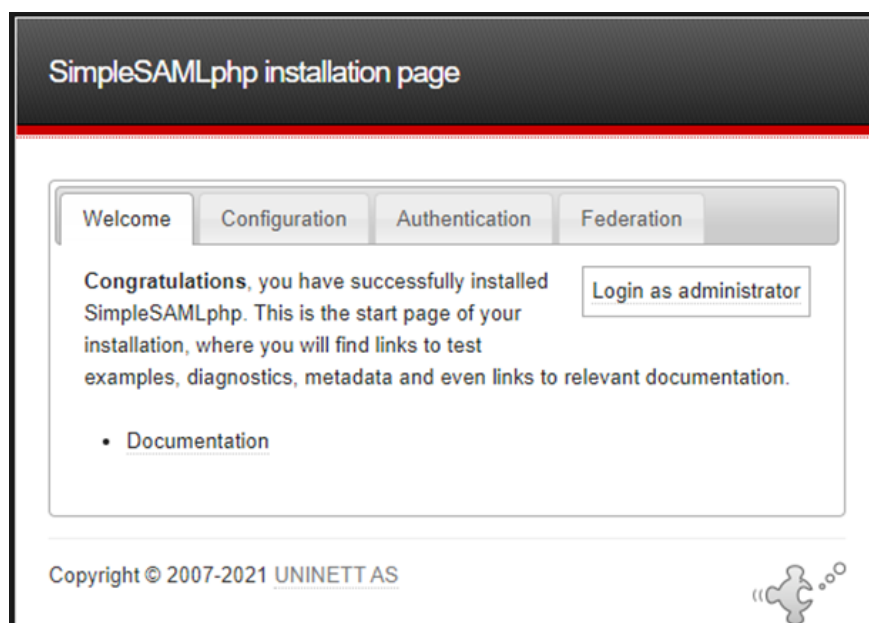 SimpleSAMLphp installation page
Welcome
Configuration
Authentication
Federation
Congratulations, you have successfully installed
SimpleSAMLphp. This is the start page of your
installation, where you will find links to test
examples, diagnostics, metadata and even links to relevant documentation.
Login as administrator
• Documentation
Copyright © 2007-2021 UNINETT AS